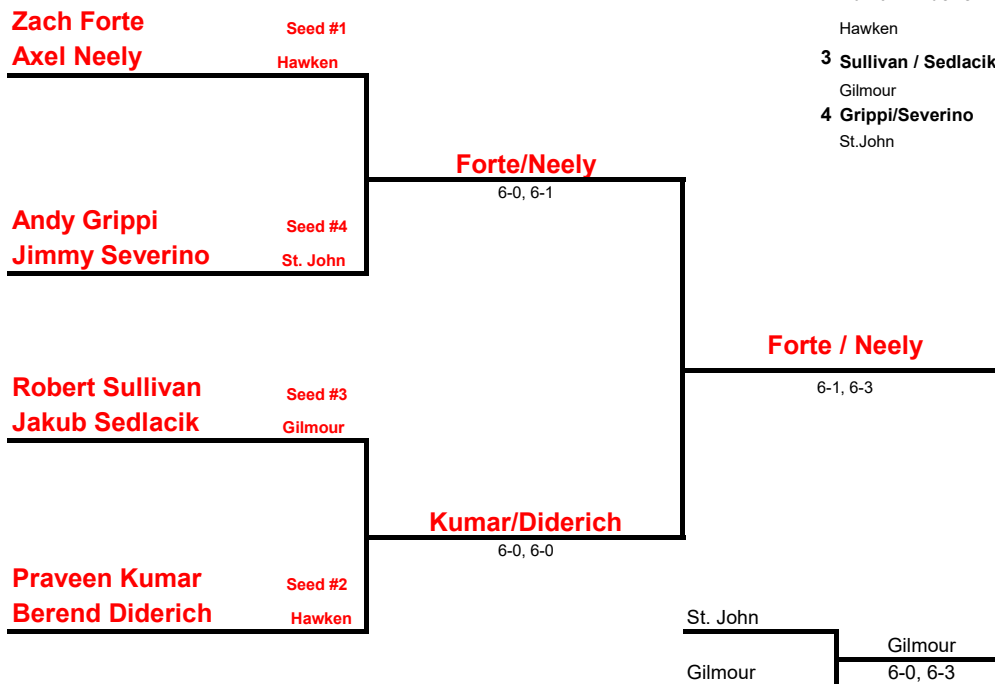 Zach Forte Seed #1
Axel Neely Hawken
Hawken
3 Sullivan / Sedlacik
Gilmour
4 Grippi/Severino
St.John
Forte/Neely
6-0, 6-1
Andy Grippi Seed #4
Jimmy Severino St. John
Forte / Neely
6-1, 6-3
Robert Sullivan Seed #3
Jakub Sedlacik Gilmour
Kumar/Diderich
6-0, 6-0
Praveen Kumar Seed #2
Berend Diderich Hawken
St. John
Gilmour
Gilmour 6-0, 6-3